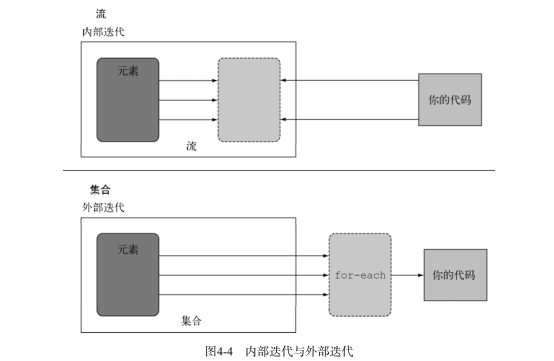 流
内部迭代
元素
你的代码
流
集合
外部迭代
元素
for-each
你的代码
集合
图4-4 内部迭代与外部迭代